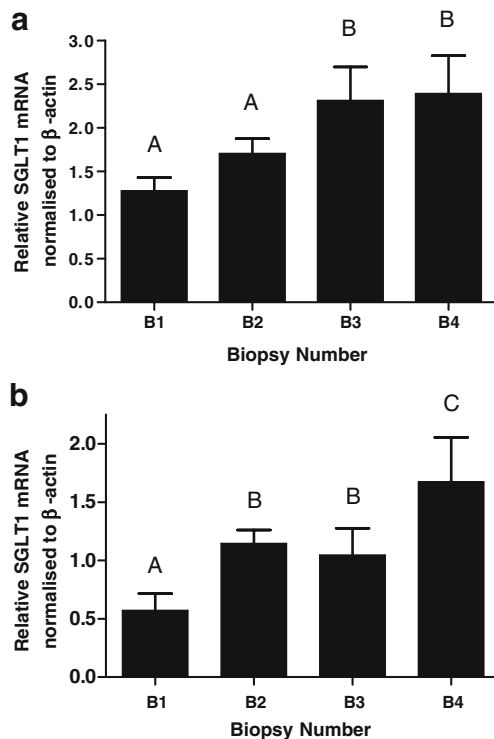 a
Relative SGLT1 mRNA
normalised to β -actin
3.0
2.5
2.0
1.5
1.0
0.5
0.0
A
A
B
B
B1
B2
B3
B4
Biopsy Number
b
Relative SGLT1 mRNA
normalised to β -actin
2.0
1.5
1.0
0.5
0.0
A
B
B
C
B1
B2
B3
B4
Biopsy Number